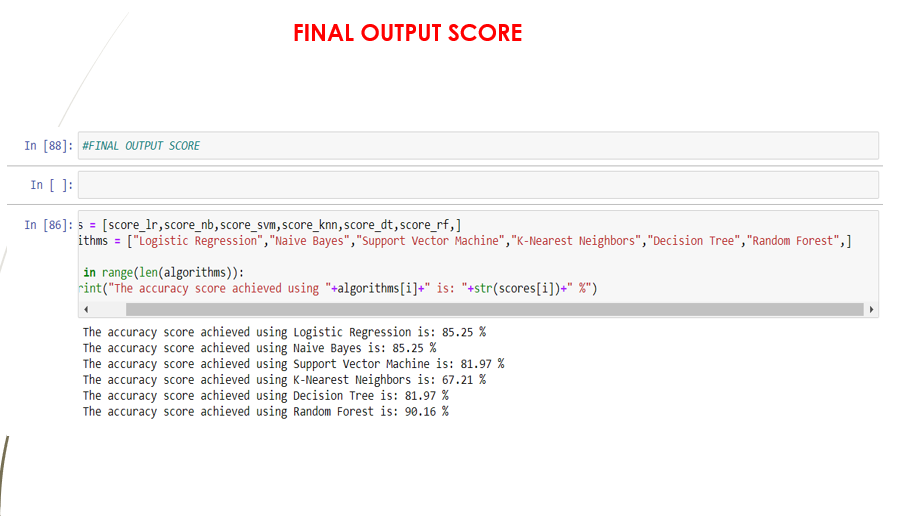 FINAL OUTPUT SCORE
In [88]: #FINAL OUTPUT SCORE
In [ ]:
In [86]: s = [score_lr,score_nb,score_svm,score_knn,score_dt,score_rf,]
ithms = ["Logistic Regression","Naive Bayes","Support Vector Machine","K-Nearest Neighbors","Decision Tree","Random Forest",]
in range(len(algorithms)):
rint("The accuracy score achieved using "+algorithms[i]+" is: "+str(scores[i])+" %")
The accuracy score achieved using Logistic Regression is: 85.25 %
The accuracy score achieved using Naive Bayes is: 85.25 %
The accuracy score achieved using Support Vector Machine is: 81.97 %
The accuracy score achieved using K-Nearest Neighbors is: 67.21 %
The accuracy score achieved using Decision Tree is: 81.97 %
The accuracy score achieved using Random Forest is: 90.16 %